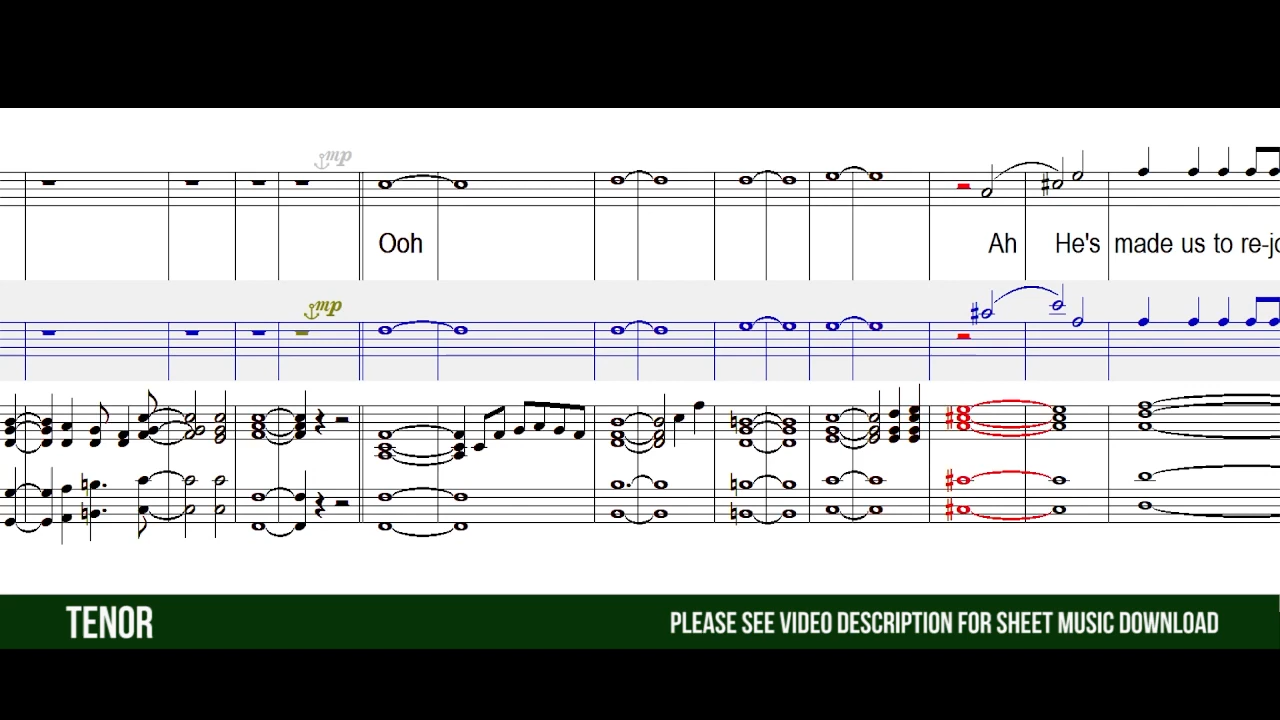 mp
Ooh
Ah He's made us to re-jo
mp
TENOR
PLEASE SEE VIDEO DESCRIPTION FOR SHEET MUSIC DOWNLOAD